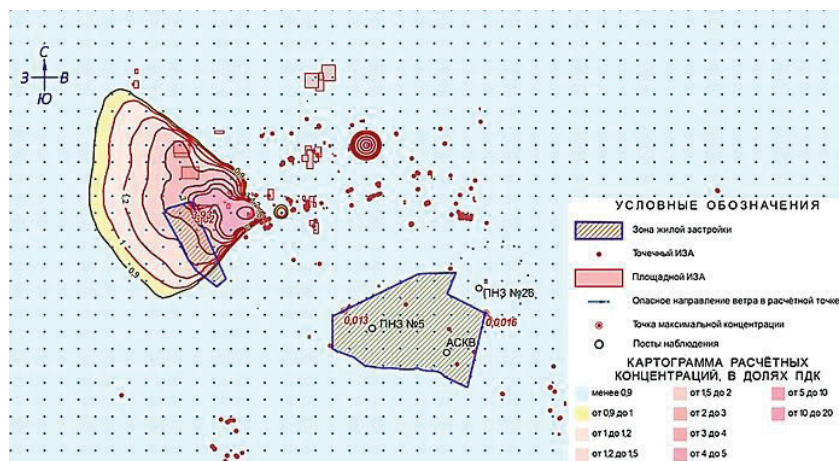 С
З В
Ю
0,9
1
0,9
0,013
ПНЗ №5
ПНЗ №26
0,0,016
АСКВ
УСЛОВНЫЕ ОБОЗНАЧЕНИЯ
Зона жилой застройки
Точечный ИЗА
Площадной ИЗА
Опасное направление ветра в расчётной точке
Точка максимальной концентрации
Посты наблюдения
КАРТОГРАММА РАСЧЁТНЫХ
КОНЦЕНТРАЦИЙ, В ДОЛЯХ ПДК
менее 0,9 от 1,5 до 2 от 5 до 10
от 0,9 до 1 от 2 до 3 от 10 до 20
от 1 до 1,2 от 3 до 4
от 1,2 до 1,5 от 4 до 5